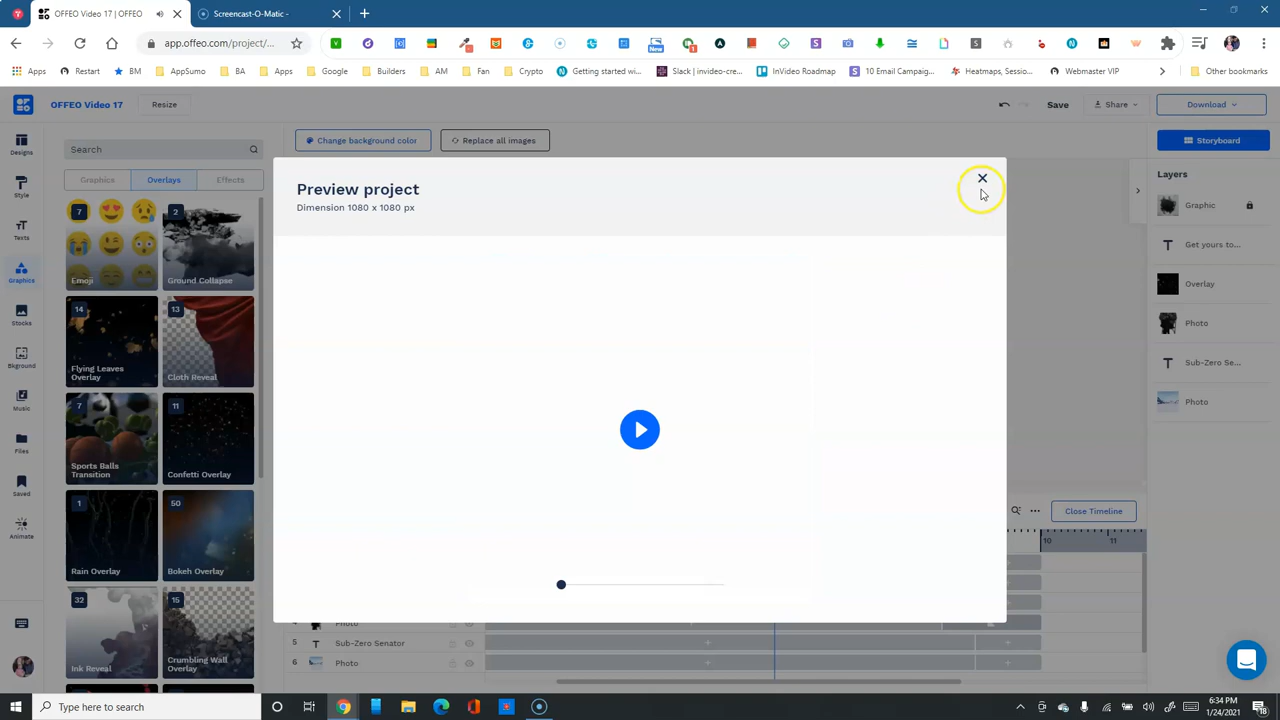 OFFEO Video 17 | OFFEO
Screencast-O-Matic -
app.offeo.com/project/...
New
Apps
Restart
BM
AppSumo
BA
Apps
Google
Builders
AM
Fan
Crypto
Getting started wi...
Slack | invideo-cre...
InVideo Roadmap
10 Email Campaig...
Heatmaps, Sessio...
Webmaster VIP
Other bookmarks
OFFEO Video 17
Resize
Save
Share
Download
Designs
Style
Texts
Graphics
Stocks
Bkground
Music
Files
Saved
Animate
Search
Graphics
Overlays
Effects
7
Emoji
2
Ground Collapse
14
Flying Leaves
Overlay
13
Cloth Reveal
7
Sports Balls
Transition
11
Confetti Overlay
1
Rain Overlay
50
Bokeh Overlay
32
Ink Reveal
15
Crumbling Wall
Overlay
Change background color
Replace all images
Preview project
Dimension 1080 x 1080 px
Storyboard
Layers
Graphic
Get yours to...
Overlay
Photo
Sub-Zero Se...
Photo
Close Timeline
10
11
4
Photo
5
Sub-Zero Senator
6
Photo
Type here to search
6:34 PM
1/24/2021
18